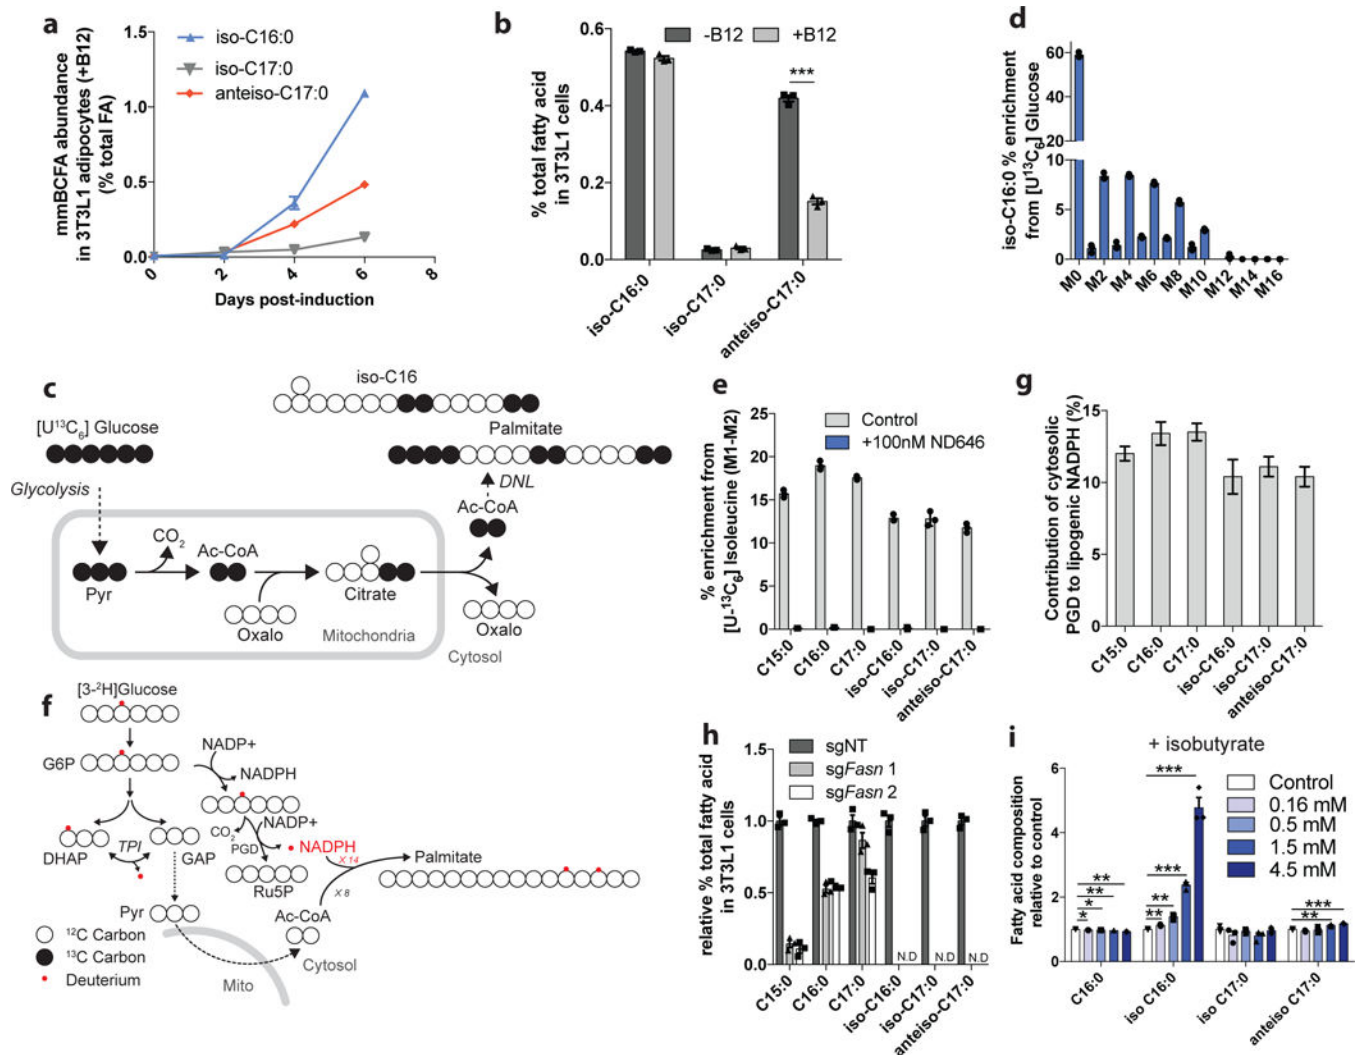 a
mmBCFA abundance
in 3T3L1 adipocytes (+B12)
(% total FA)
1.5
1.0
0.5
0.0
iso-C16:0
iso-C17:0
anteiso-C17:0
0
2
4
6
8
Days post-induction
b
% total fatty acid
in 3T3L1 cells
0.6
0.4
0.2
0.0
-B12
+B12
***
iso-C16:0
iso-C17:0
anteiso-C17:0
d
iso-C16:0 % enrichment
from [U¹³C₆] Glucose
60
40
20
10
5
0
M0
M2
M4
M6
M8
M10
M12
M14
M16
c
iso-C16
[U¹³C₆] Glucose
Palmitate
Glycolysis
DNL
Ac-CoA
CO₂
Ac-CoA
Pyr
Citrate
Oxalo
Mitochondria
Oxalo
Cytosol
e
% enrichment from
[U-¹³C₆] Isoleucine (M1-M2)
25
20
15
10
5
0
Control
+100nM ND646
C15:0
C16:0
C17:0
iso-C16:0
iso-C17:0
anteiso-C17:0
g
Contribution of cytosolic
PGD to lipogenic NADPH (%)
15
10
5
0
C15:0
C16:0
C17:0
iso-C16:0
iso-C17:0
anteiso-C17:0
f
[3-²H]Glucose
G6P
NADP+
NADPH
NADP+
CO₂
PGD
NADPH
X 14
Palmitate
DHAP
TPI
GAP
Ru5P
X 8
Ac-CoA
Pyr
Cytosol
Mito
¹²C Carbon
¹³C Carbon
Deuterium
h
relative % total fatty acid
in 3T3L1 cells
1.5
1.0
0.5
0.0
sgNT
sgFasn 1
sgFasn 2
N.D
N.D
N.D
C15:0
C16:0
C17:0
iso-C16:0
iso-C17:0
anteiso-C17:0
i
+ isobutyrate
Fatty acid composition
relative to control
6
4
2
0
Control
0.16 mM
0.5 mM
1.5 mM
4.5 mM
**
**
*
*
***
***
**
**
***
**
C16:0
iso C16:0
iso C17:0
anteiso C17:0